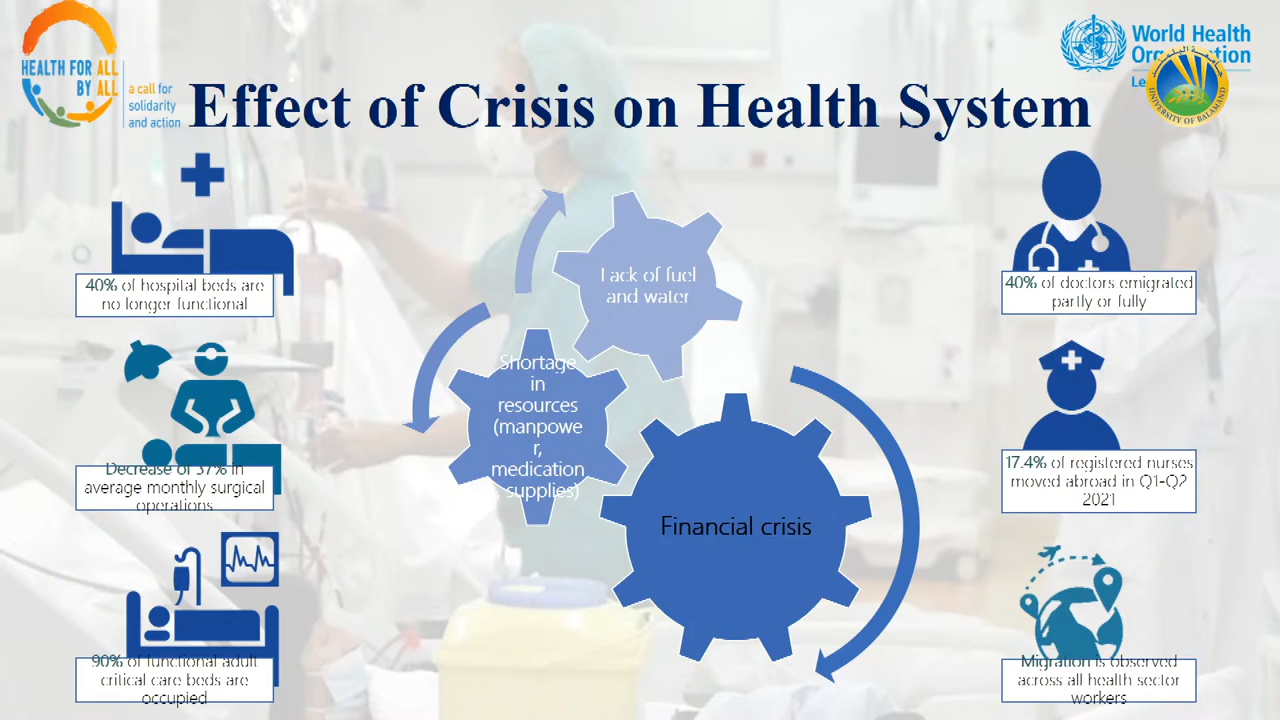 HEALTH FOR ALL
BY ALL
a call for
solidarity
and action
World Health
Effect of Crisis on Health System
UNIVERSITY OF BALAMAND
40% of hospital beds are
no longer functional
Decrease of 37% in
average monthly surgical
operations
90% of functional adult
critical care beds are
occupied
Lack of fuel
and water
Shortage
in
resources
(manpowe
r,
medication
supplies)
Financial crisis
40% of doctors emigrated
partly or fully
17.4% of registered nurses
moved abroad in Q1-Q2
2021
Migration is observed
across all health sector
workers